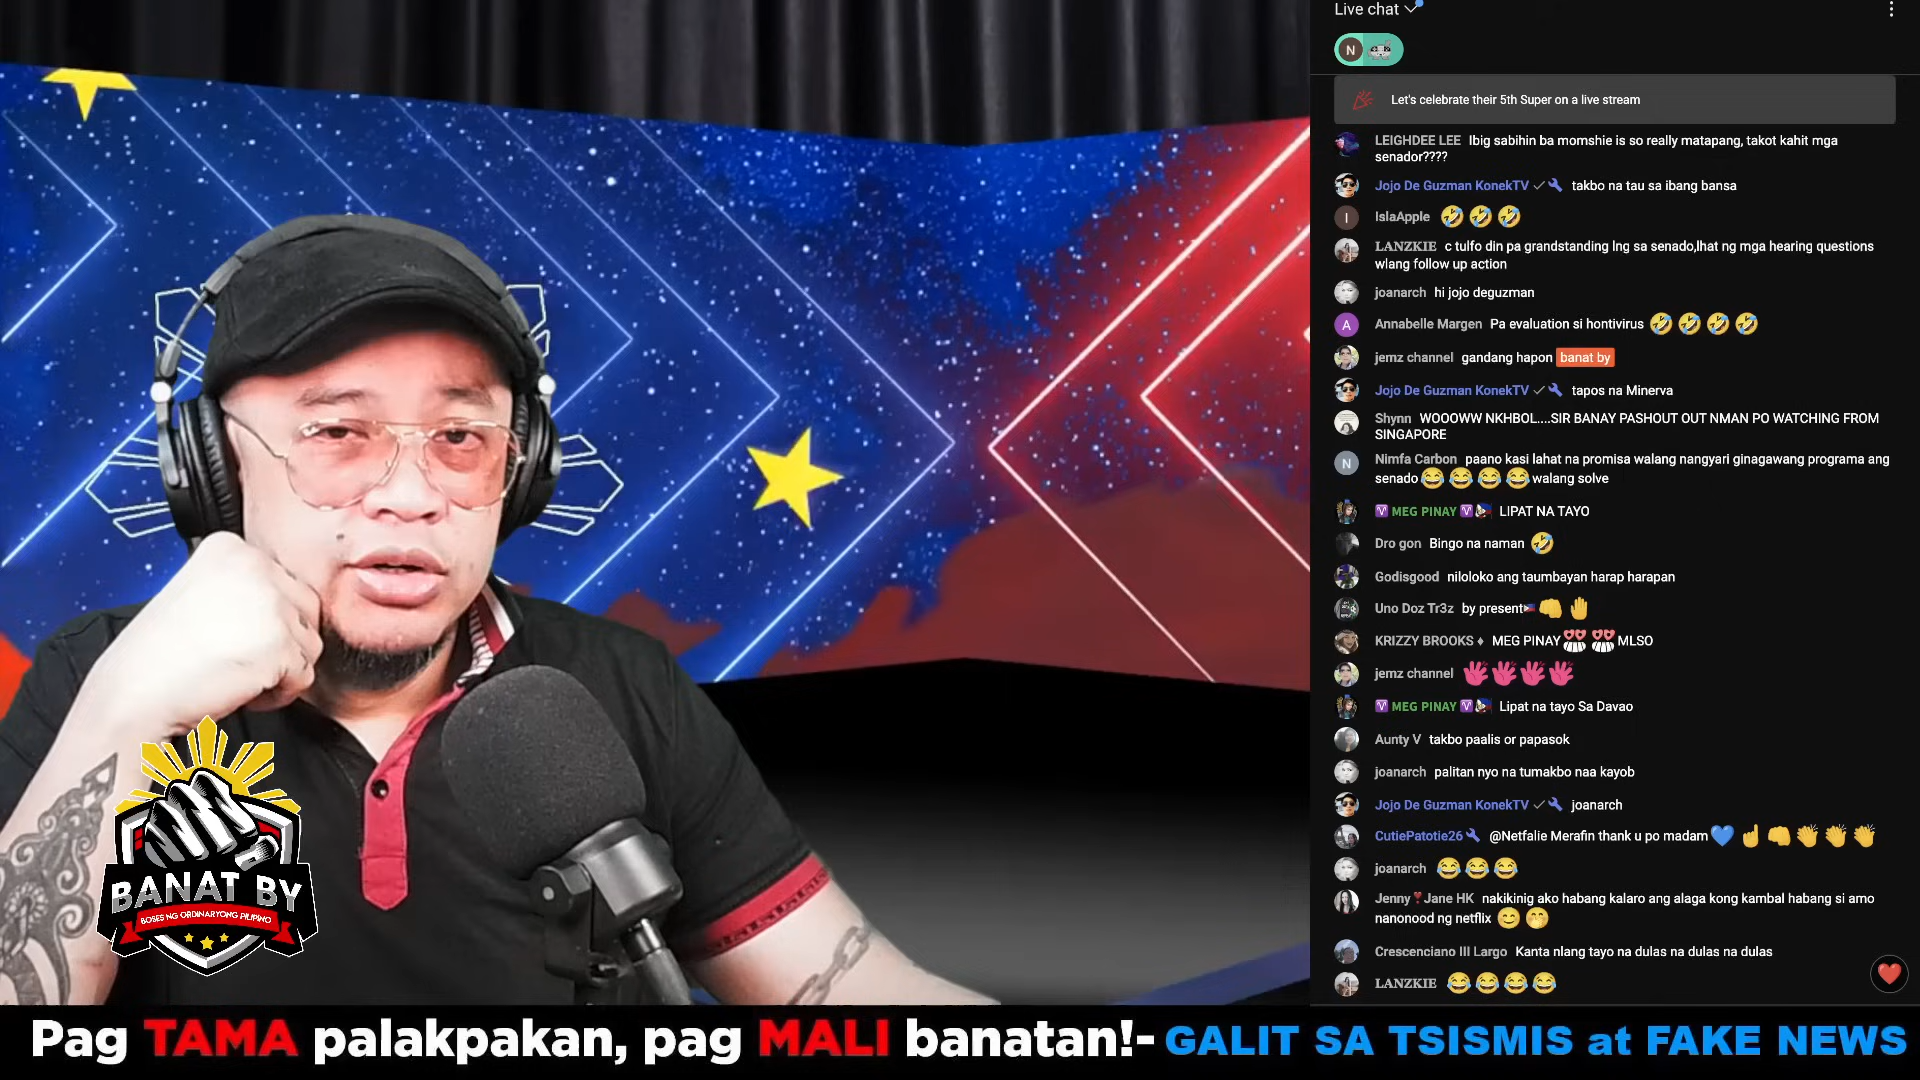 Live chat
N
Let's celebrate their 5th Super on a live stream
LEIGHDEE LEE Ibig sabihin ba momshie is so really matapang, takot kahit mga
senador????
Jojo De Guzman KonekTV takbo na tau sa ibang bansa
I
IslaApple 🤣🤣🤣
LANZKIE c tulfo din pa grandstanding lng sa senado,lhat ng mga hearing questions
wlang follow up action
joanarch hi jojo deguzman
A
Annabelle Margen Pa evaluation si hontivirus 🤣🤣🤣🤣
jemz channel gandang hapon banat by
Jojo De Guzman KonekTV tapos na Minerva
Shynn WOOOWW NKHBOL....SIR BANAY PASHOUT OUT NMAN PO WATCHING FROM
SINGAPORE
N
Nimfa Carbon paano kasi lahat na promisa walang nangyari ginagawang programa ang
senado😂😂😂😂walang solve
MEG PINAY LIPAT NA TAYO
Dro gon Bingo na naman 🤣
Godisgood niloloko ang taumbayan harap harapan
Uno Doz Tr3z by present🇵🇭👊🤚
KRIZZY BROOKS♦ MEG PINAY MLSO
jemz channel
MEG PINAY Lipat na tayo Sa Davao
Aunty V takbo paalis or papasok
joanarch palitan nyo na tumakbo naa kayob
Jojo De Guzman KonekTV joanarch
CutiePatotie26 @Netfalie Merafin thank u po madam💙☝👊👏👏👏
joanarch 😂😂😂
Jenny❣Jane HK nakikinig ako habang kalaro ang alaga kong kambal habang si amo
nanonood ng netflix 😊🤭
Crescenciano III Largo Kanta nlang tayo na dulas na dulas na dulas
LANZKIE 😂😂😂😂
BANAT BY
BOSES NG ORDINARYONG PILIPINO
Pag TAMA palakpakan, pag MALI banatan!- GALIT SA TSISMIS at FAKE NEWS